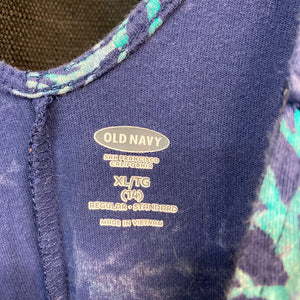 OLD NAVY
SAN FRANCISCO
CALIFORNIA
XL/TG
(14)
REGULAR • STANDARD
MADE IN VIETNAM